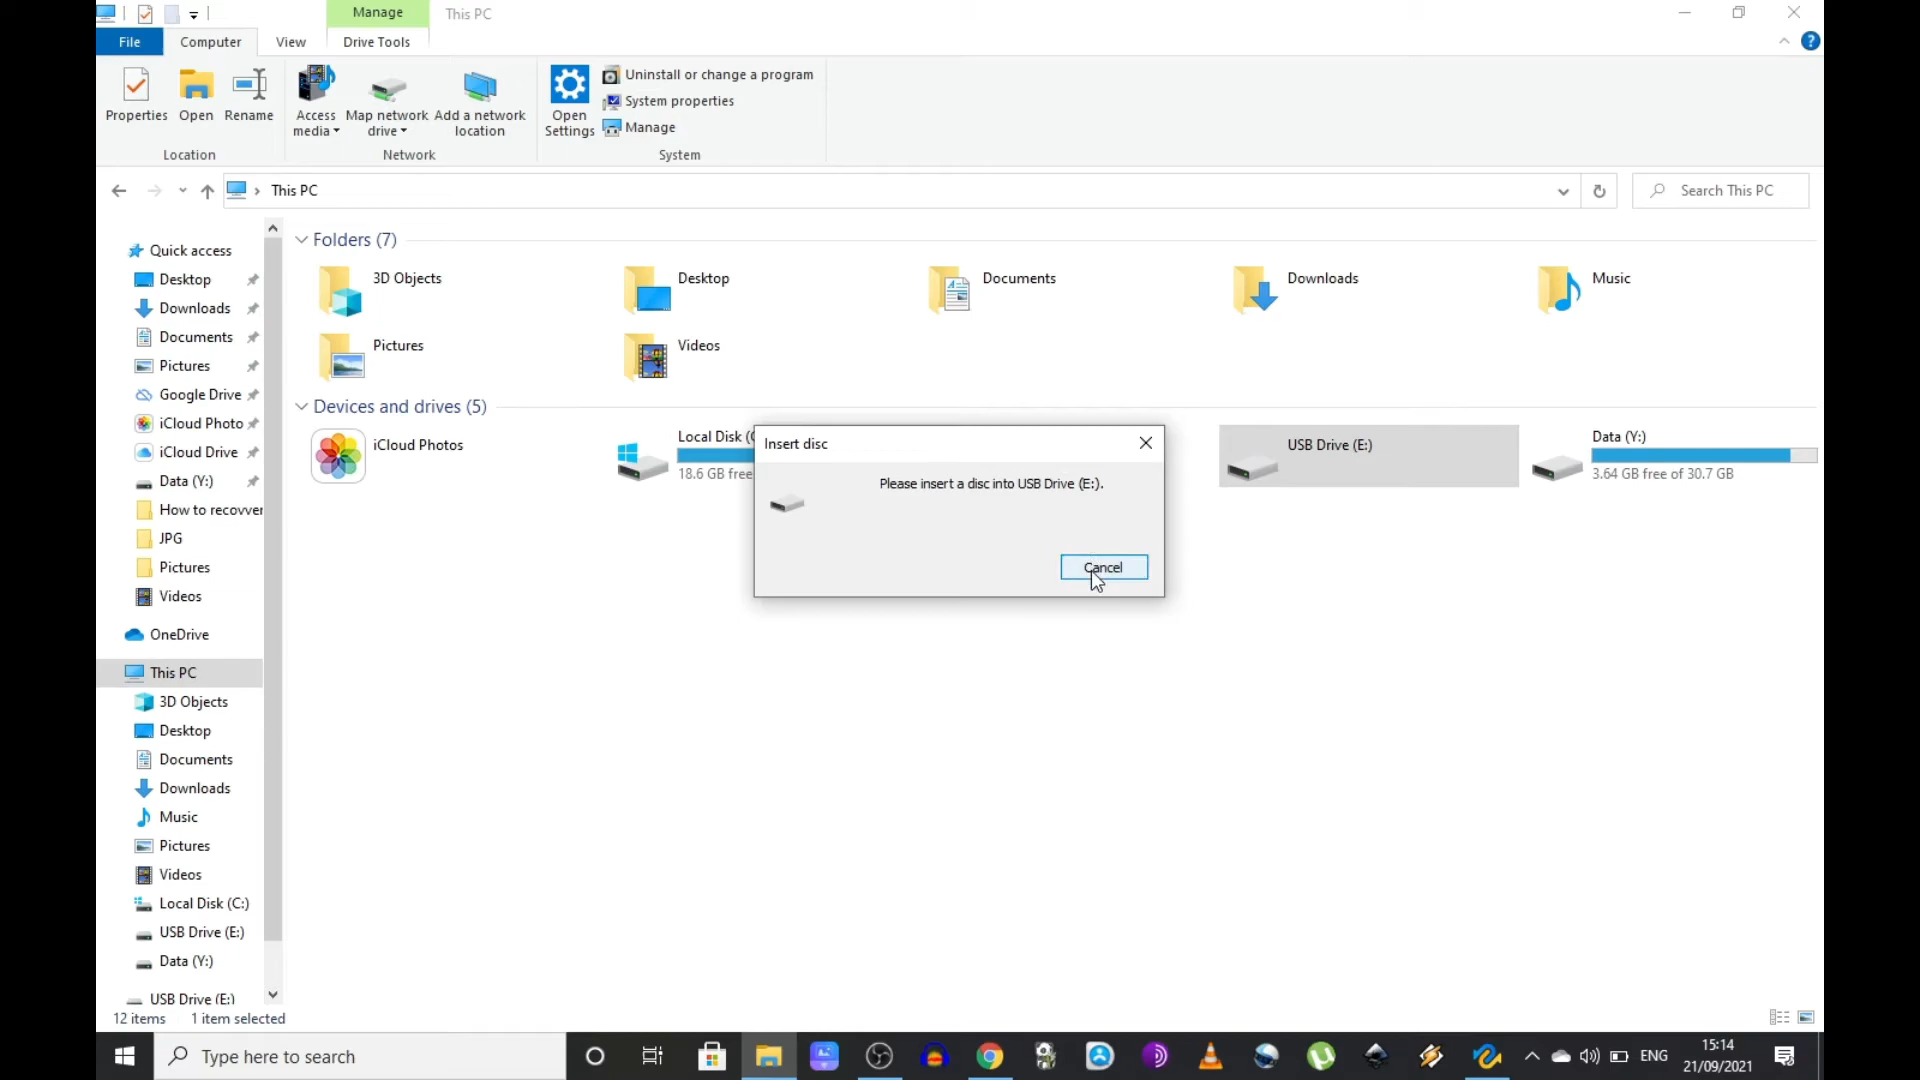 Manage
This PC
File
Computer
View
Drive Tools
Properties
Open
Rename
Access media
Map network drive
Add a network location
Open Settings
Uninstall or change a program
System properties
Manage
Location
Network
System
This PC
Search This PC
Quick access
Desktop
Downloads
Documents
Pictures
Google Drive
iCloud Photo
iCloud Drive
Data (Y:)
How to recovver
JPG
Pictures
Videos
OneDrive
This PC
3D Objects
Desktop
Documents
Downloads
Music
Pictures
Videos
Local Disk (C:)
USB Drive (E:)
Data (Y:)
USB Drive (E:)
Folders (7)
3D Objects
Desktop
Documents
Downloads
Music
Pictures
Videos
Devices and drives (5)
iCloud Photos
Local Disk (
18.6 GB free
USB Drive (E:)
Data (Y:)
3.64 GB free of 30.7 GB
Insert disc
Please insert a disc into USB Drive (E:).
Cancel
12 items
1 item selected
Type here to search
ENG
15:14
21/09/2021